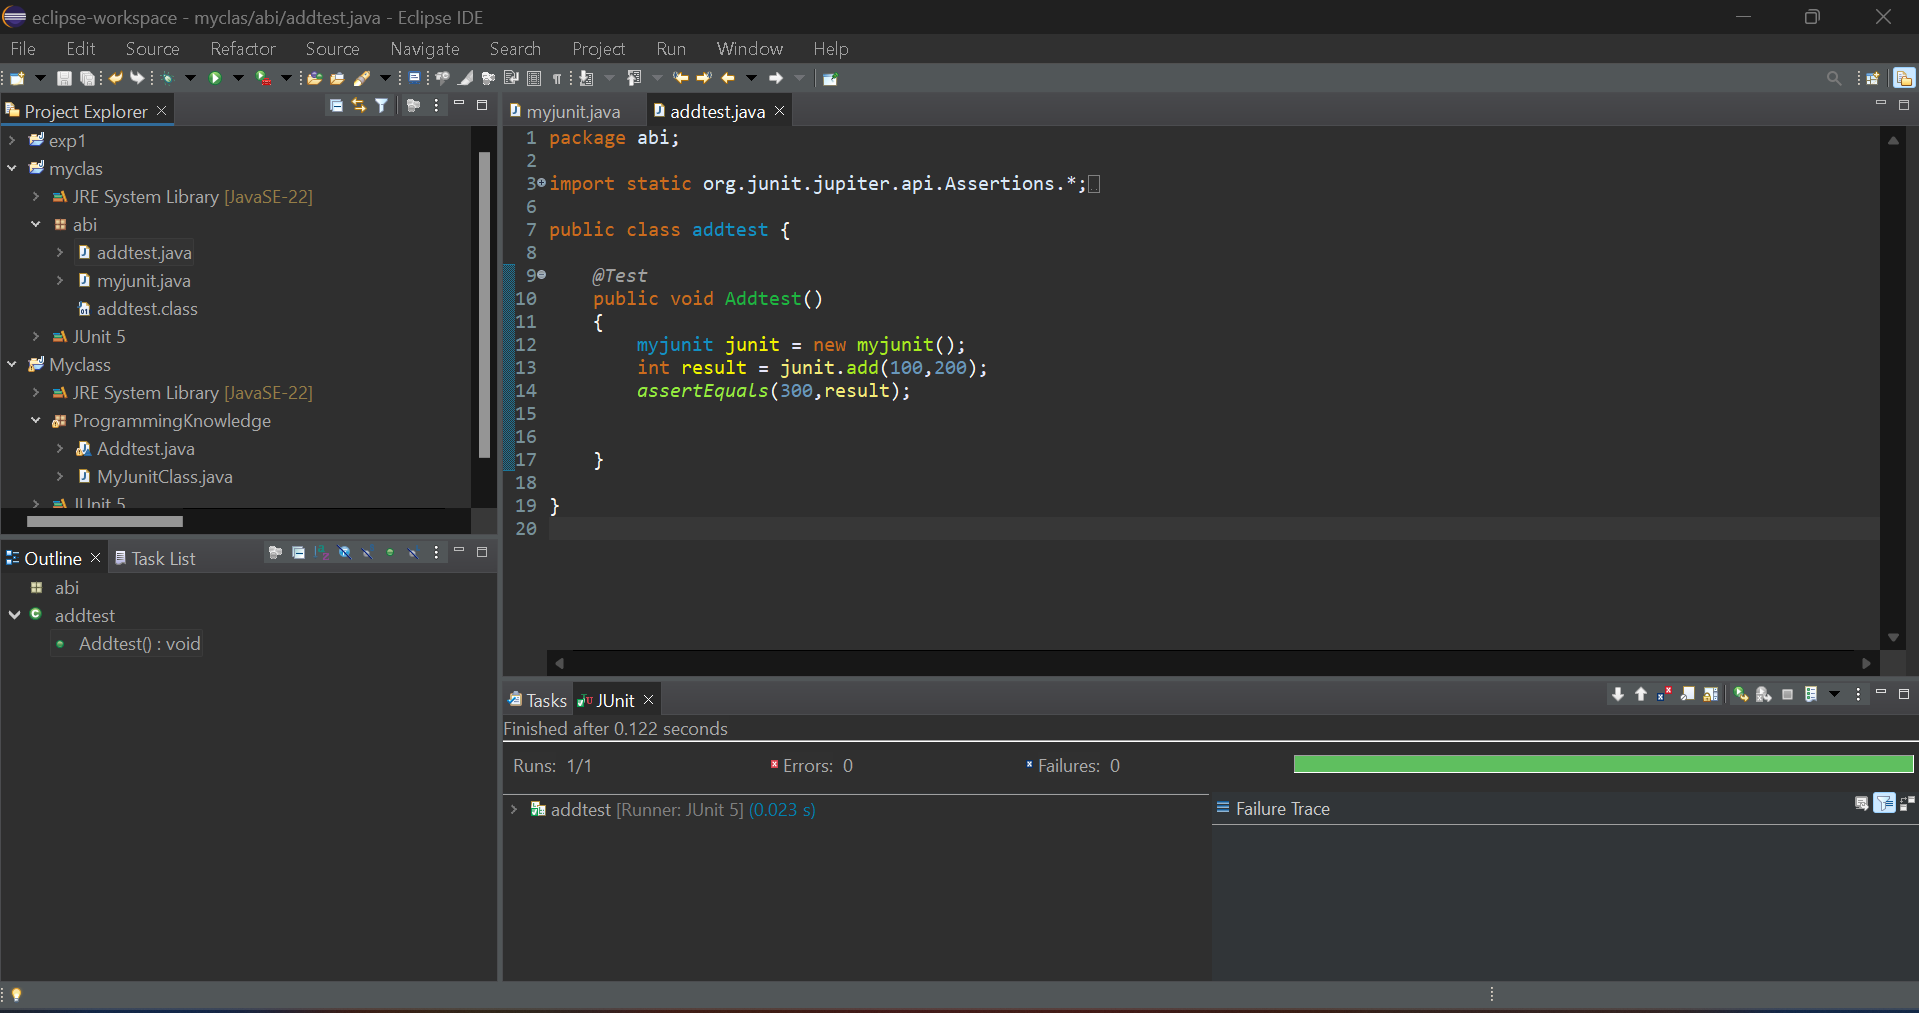 eclipse-workspace - myclas/abi/addtest.java - Eclipse IDE
File Edit Source Refactor Source Navigate Search Project Run Window Help
Project Explorer
exp1
myclas
JRE System Library [JavaSE-22]
abi
addtest.java
myjunit.java
addtest.class
JUnit 5
Myclass
JRE System Library [JavaSE-22]
ProgrammingKnowledge
Addtest.java
MyJunitClass.java
JUnit 5
Outline Task List
abi
addtest
Addtest() : void
myjunit.java addtest.java
1 package abi;
2
3 import static org.junit.jupiter.api.Assertions.*;
6
7 public class addtest {
8
9 @Test
10 public void Addtest()
11 {
12 myjunit junit = new myjunit();
13 int result = junit.add(100,200);
14 assertEquals(300,result);
15
16
17 }
18
19 }
20
Tasks JUnit
Finished after 0.122 seconds
Runs: 1/1 Errors: 0 Failures: 0
addtest [Runner: JUnit 5] (0.023 s)
Failure Trace